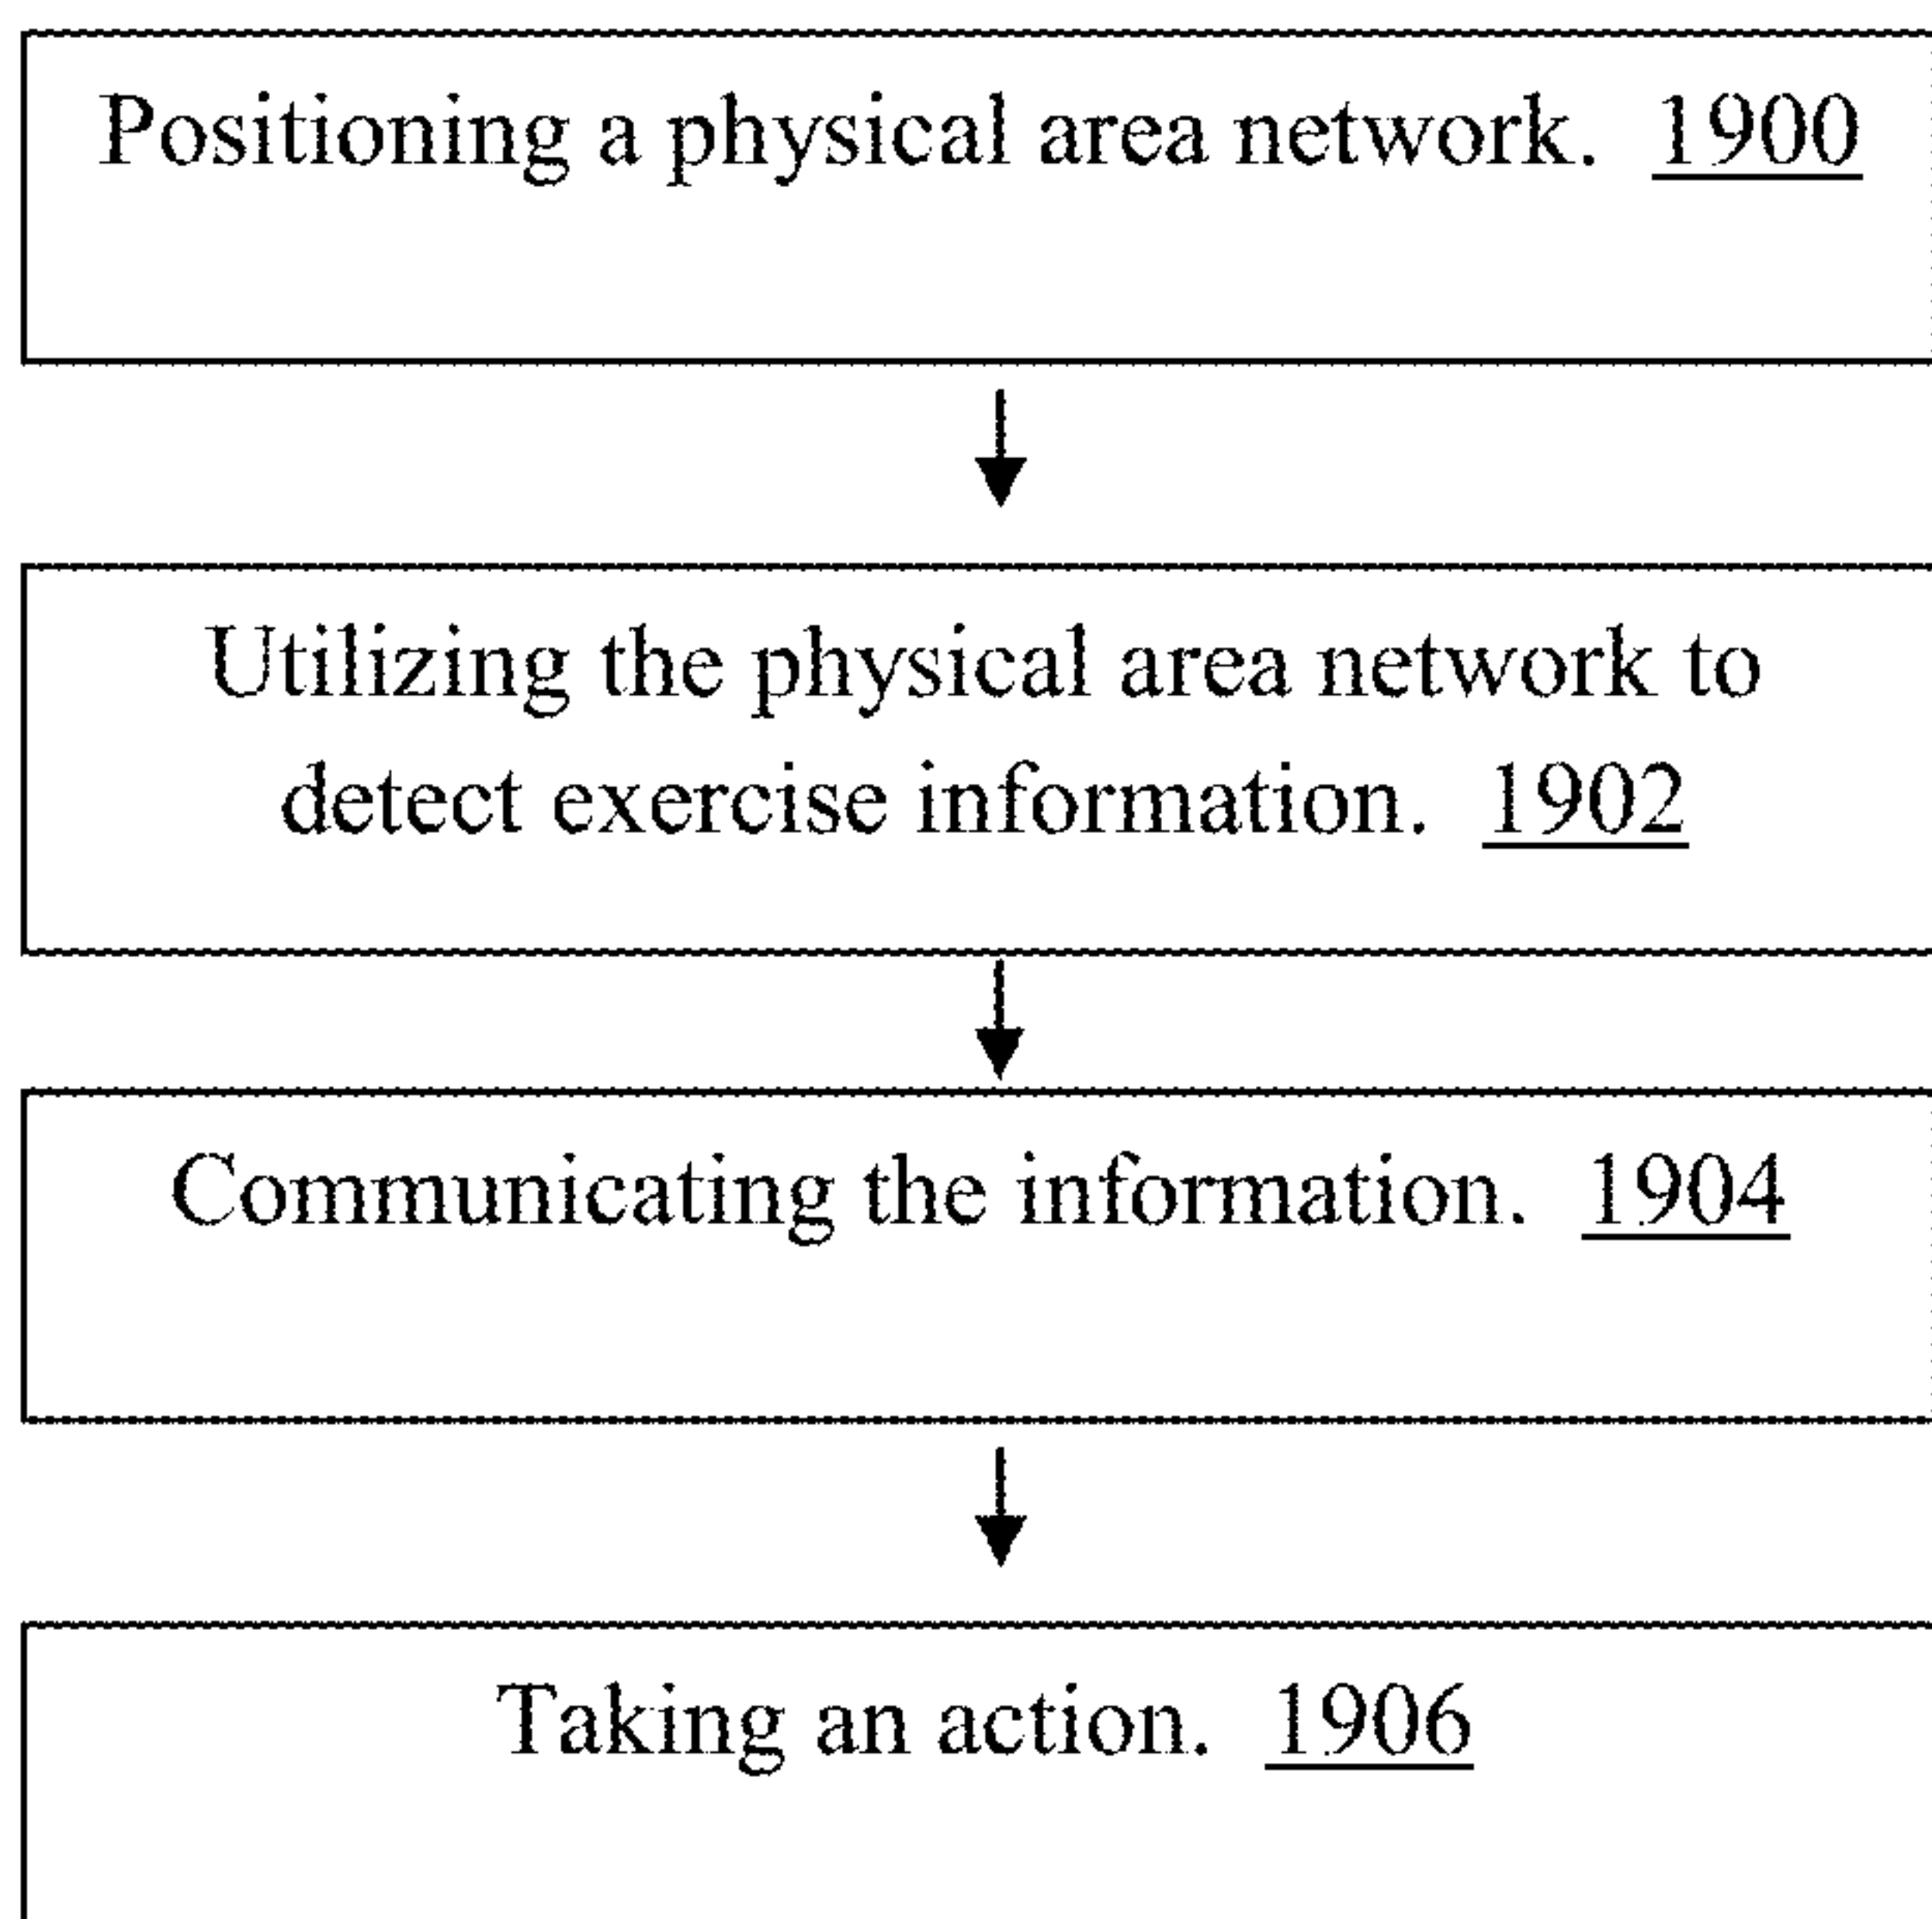 Positioning a physical area network. 1900
Utilizing the physical area network to
detect exercise information. 1902
Communicating the information. 1904
Taking an action. 1906